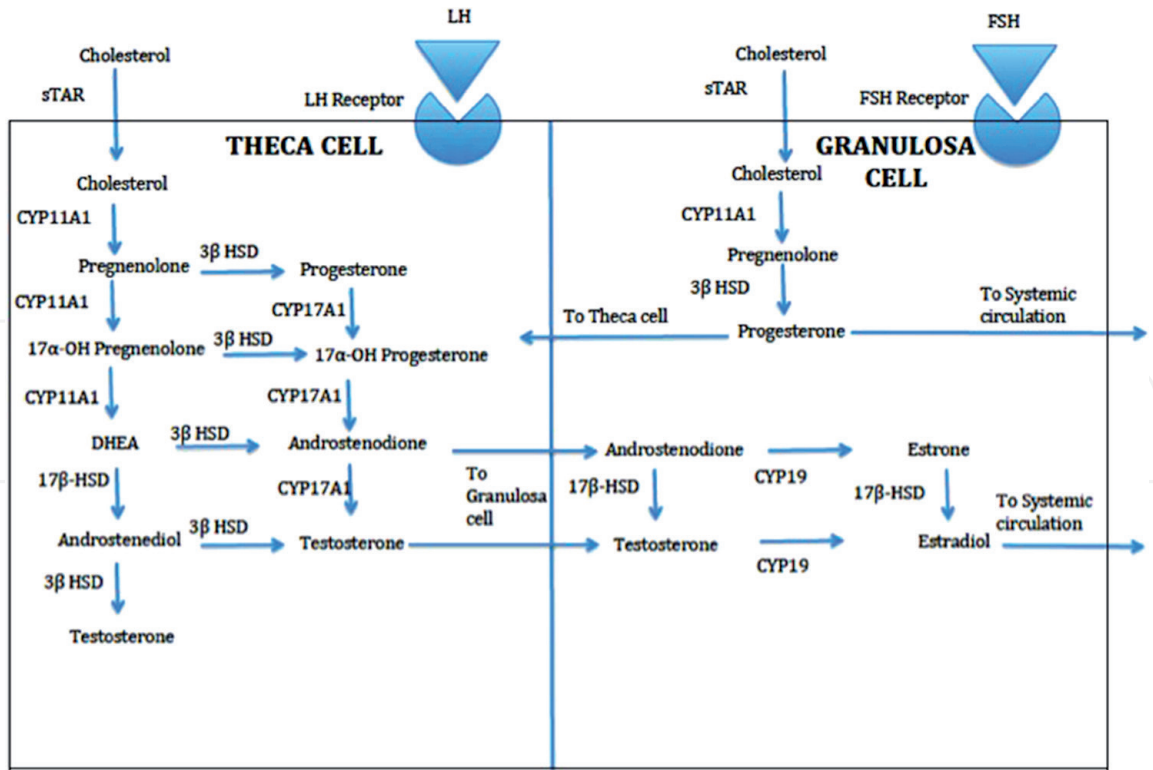 LH
FSH
Cholesterol
sTAR
LH Receptor
Cholesterol
sTAR
FSH Receptor
THECA CELL
GRANULOSA
CELL
Cholesterol
CYP11A1
Pregnenolone
3β HSD
Progesterone
CYP11A1
CYP17A1
17α-OH Pregnenolone
3β HSD
17α-OH Progesterone
CYP11A1
CYP17A1
DHEA
3β HSD
Androstenodione
17β-HSD
CYP17A1
To
Granulosa
cell
Androstenediol
3β HSD
Testosterone
3β HSD
Testosterone
Cholesterol
CYP11A1
Pregnenolone
3β HSD
To Theca cell
Progesterone
To Systemic
circulation
Androstenodione
CYP19
Estrone
17β-HSD
17β-HSD
To Systemic
circulation
Testosterone
CYP19
Estradiol